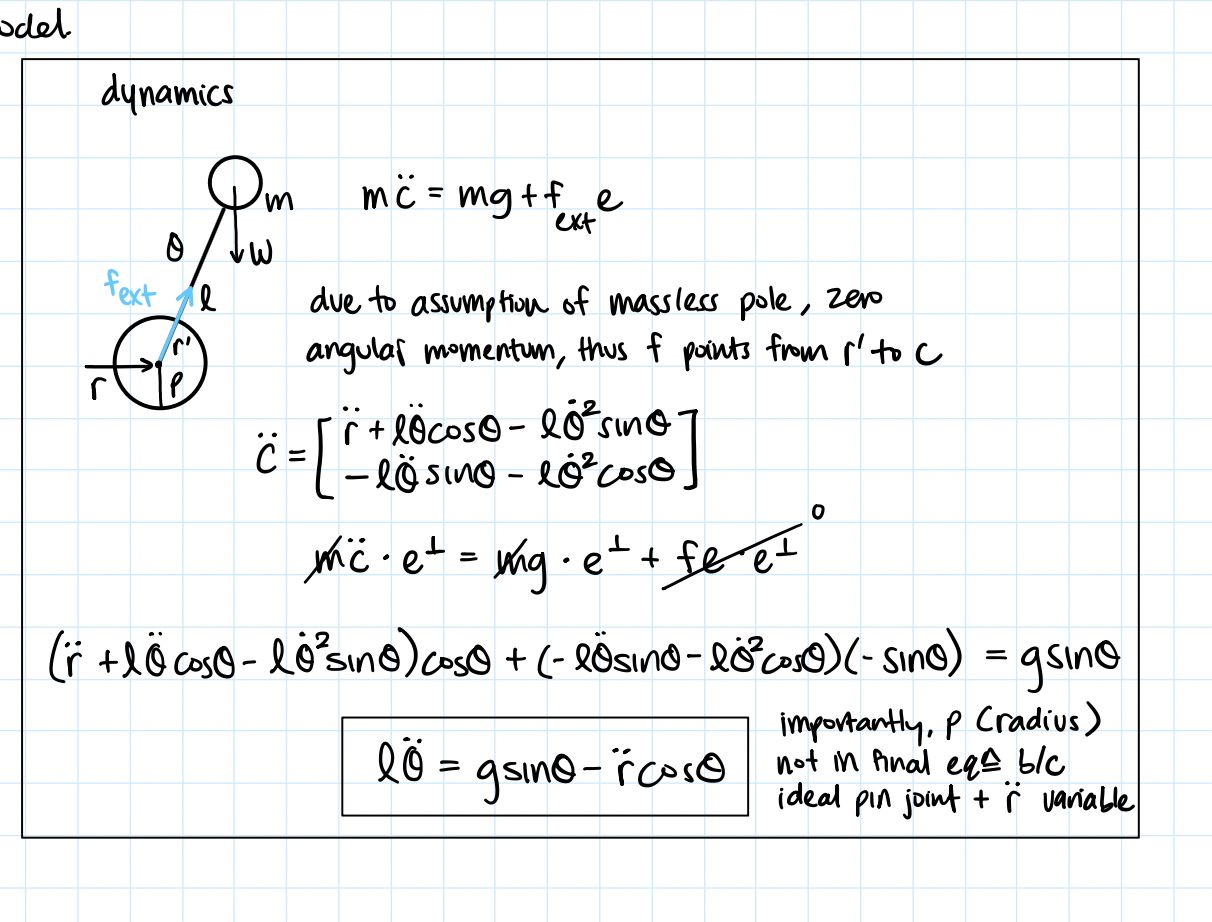 odel
dynamics
m
θ
W
f_ext
l
r'
r
ρ
mc̈ = mg + f_ext e
due to assumption of massless pole, zero
angular momentum, thus f points from r' to c
c̈ = [ r̈ + lθ̈cosθ - lθ̇²sinθ
-lθ̈sinθ - lθ̇²cosθ ]
mc̈ · e⊥ = mg · e⊥ + fe · e⊥ 0
(r̈ + lθ̈cosθ - lθ̇²sinθ)cosθ + (-lθ̈sinθ - lθ̇²cosθ)(-sinθ) = gsinθ
lθ̈ = gsinθ - r̈cosθ
importantly, ρ (radius)
not in final eqn b/c
ideal pin joint + r̈ variable